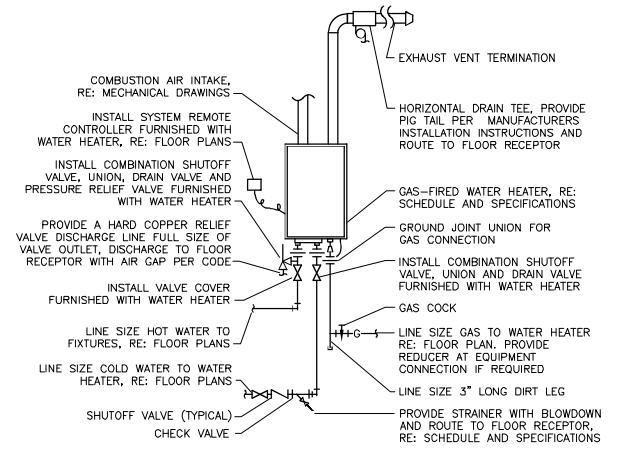 EXHAUST VENT TERMINATION
COMBUSTION AIR INTAKE,
RE: MECHANICAL DRAWINGS
HORIZONTAL DRAIN TEE, PROVIDE
PIG TAIL PER MANUFACTURERS
INSTALLATION INSTRUCTIONS AND
ROUTE TO FLOOR RECEPTOR
INSTALL SYSTEM REMOTE
CONTROLLER FURNISHED WITH
WATER HEATER, RE: FLOOR PLANS
INSTALL COMBINATION SHUTOFF
VALVE, UNION, DRAIN VALVE AND
PRESSURE RELIEF VALVE FURNISHED
WITH WATER HEATER
GAS-FIRED WATER HEATER, RE:
SCHEDULE AND SPECIFICATIONS
PROVIDE A HARD COPPER RELIEF
VALVE DISCHARGE LINE FULL SIZE OF
VALVE OUTLET, DISCHARGE TO FLOOR
RECEPTOR WITH AIR GAP PER CODE
GROUND JOINT UNION FOR
GAS CONNECTION
INSTALL COMBINATION SHUTOFF
VALVE, UNION AND DRAIN VALVE
FURNISHED WITH WATER HEATER
INSTALL VALVE COVER
FURNISHED WITH WATER HEATER
GAS COCK
G
LINE SIZE HOT WATER TO
FIXTURES, RE: FLOOR PLANS
LINE SIZE GAS TO WATER HEATER
RE: FLOOR PLAN. PROVIDE
REDUCER AT EQUIPMENT
CONNECTION IF REQUIRED
LINE SIZE COLD WATER TO WATER
HEATER, RE: FLOOR PLANS
LINE SIZE 3" LONG DIRT LEG
SHUTOFF VALVE (TYPICAL)
CHECK VALVE
PROVIDE STRAINER WITH BLOWDOWN
AND ROUTE TO FLOOR RECEPTOR,
RE: SCHEDULE AND SPECIFICATIONS